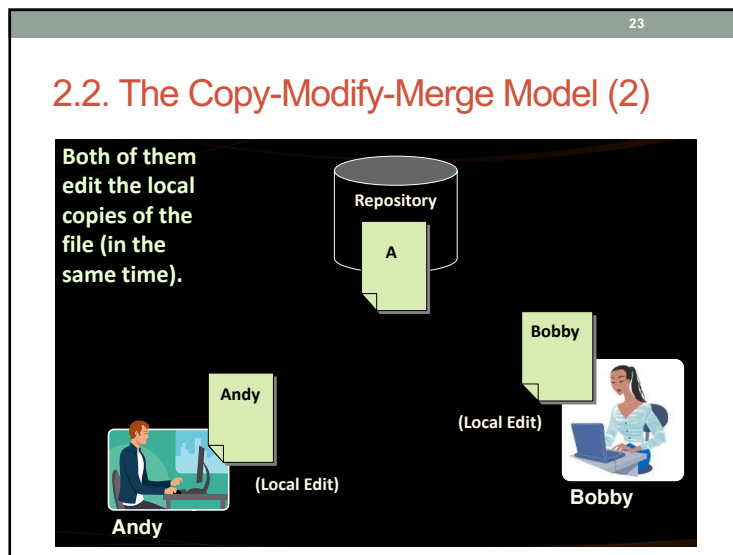 23
2.2. The Copy-Modify-Merge Model (2)
Both of them
edit the local
copies of the
file (in the
same time).
Repository
A
Bobby
Andy
(Local Edit)
(Local Edit)
Bobby
Andy